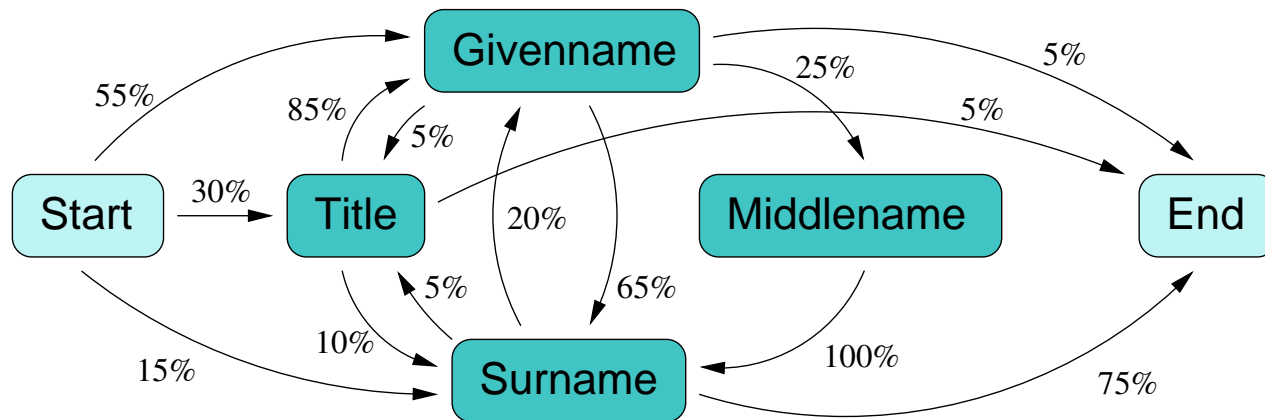 Givenname
5%
25%
55%
85%
5%
5%
30%
Start
Title
20%
Middlename
End
5%
65%
10%
100%
15%
Surname
75%